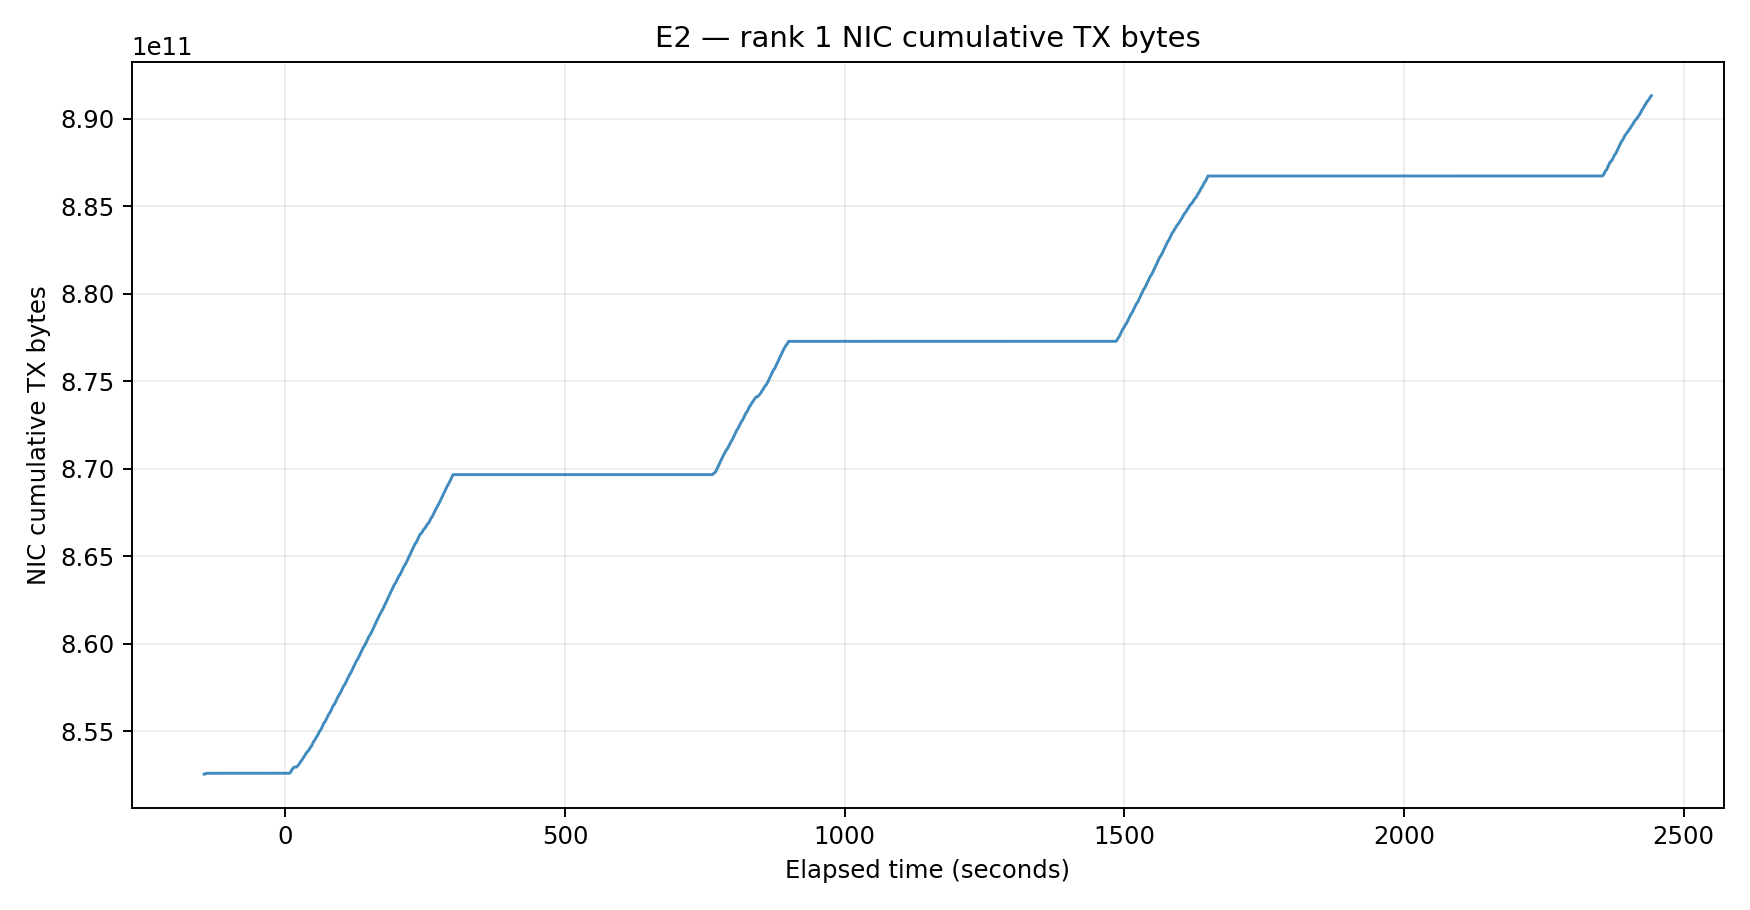 E2 — rank 1 NIC cumulative TX bytes
1e11
8.90
8.85
8.80
8.75
8.70
8.65
8.60
8.55
NIC cumulative TX bytes
0 500 1000 1500 2000 2500
Elapsed time (seconds)